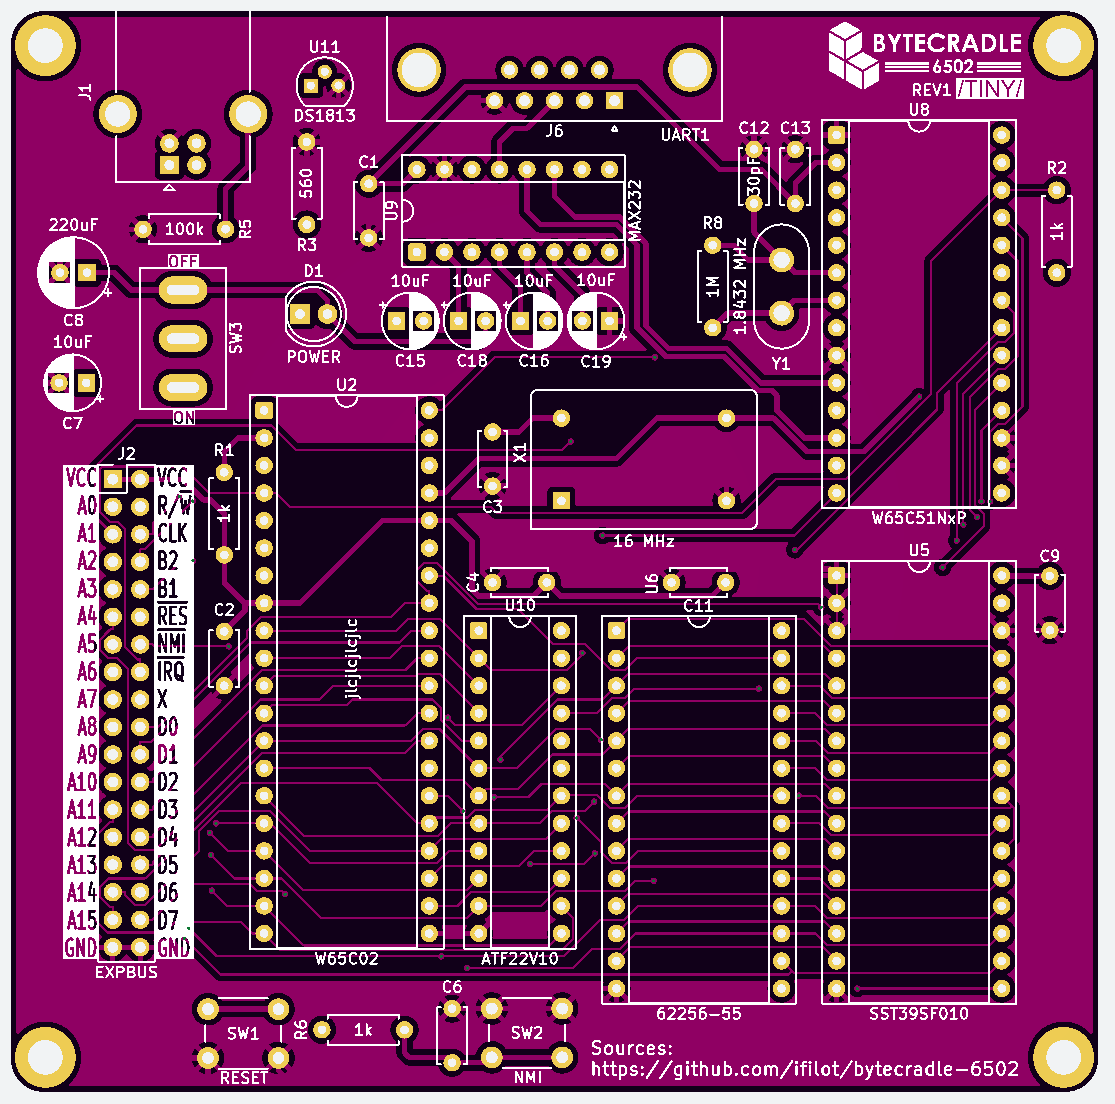 BYTECRADLE
6502
REV1 /TINY/
U11
J1
DS1813
J6
UART1
U8
C12 C13
30pF
C1
560
U9
MAX232
R2
1k
220uF
100k
R5
R3
R8
1M
1.8432 MHz
OFF
D1
10uF 10uF 10uF 10uF
C8
10uF
SW3
POWER
C15 C18 C16 C19
Y1
C7
ON
U2
J2
R1
X1
VCC VCC
A0 R/W
A1 CLK
A2 B2
A3 B1
A4 RES
A5 NMI
A6 IRQ
A7 X
A8 D0
A9 D1
A10 D2
A11 D3
A12 D4
A13 D5
A14 D6
A15 D7
GND GND
EXPBUS
1k
C3
W65C51NxP
16 MHz
U5
C9
C4
U6
U10
C11
C2
jlcjlcjlcjlc
W65C02
ATF22V10
62256-55
SST39SF010
C6
SW1
R6
1k
SW2
RESET
NMI
Sources:
https://github.com/ifilot/bytecradle-6502